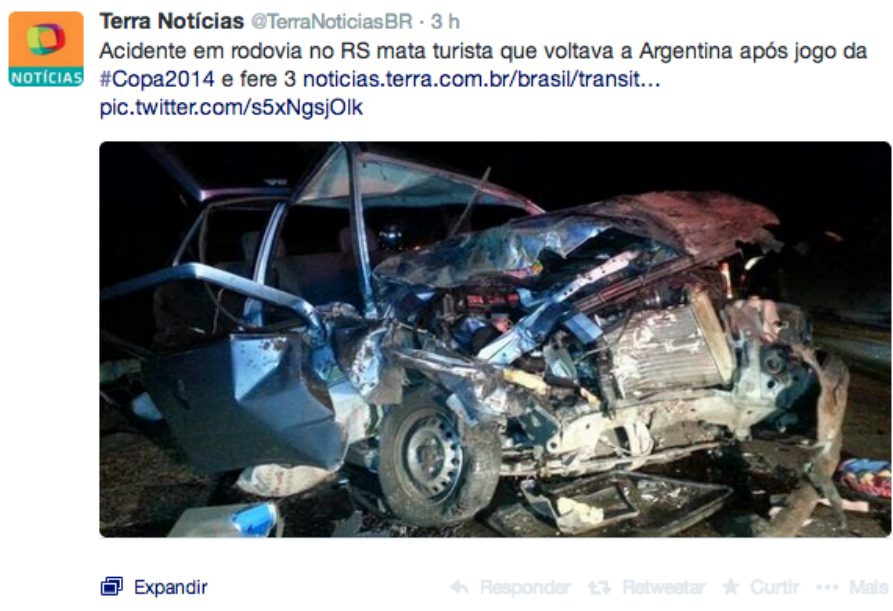 Terra Notícias @TerraNoticiasBR · 3 h
Acidente em rodovia no RS mata turista que voltava a Argentina após jogo da
#Copa2014 e fere 3 noticias.terra.com.br/brasil/transit…
pic.twitter.com/s5xNgsjOlk
NOTÍCIAS
Expandir Responder Retweetar Curtir Mais